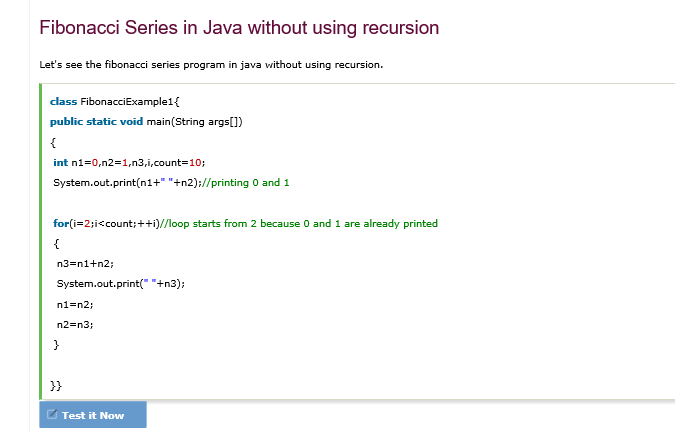 Fibonacci Series in Java without using recursion
Let's see the fibonacci series program in java without using recursion.
class FibonacciExample1{
public static void main(String args[])
{
int n1=0,n2=1,n3,i,count=10;
System.out.print(n1+" "+n2);//printing 0 and 1
for(i=2;i<count;++i)//loop starts from 2 because 0 and 1 are already printed
{
n3=n1+n2;
System.out.print(" "+n3);
n1=n2;
n2=n3;
}
}}
Test it Now